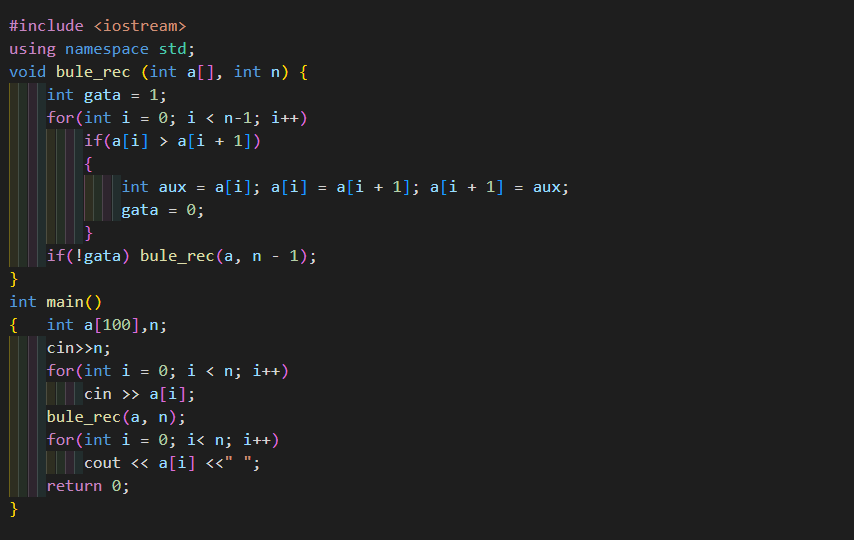 #include <iostream>
using namespace std;
void bule_rec (int a[], int n) {
    int gata = 1;
    for(int i = 0; i < n-1; i++)
        if(a[i] > a[i + 1])
        {
            int aux = a[i]; a[i] = a[i + 1]; a[i + 1] = aux;
            gata = 0;
        }
    if(!gata) bule_rec(a, n - 1);
}
int main()
{   int a[100],n;
    cin>>n;
    for(int i = 0; i < n; i++)
        cin >> a[i];
    bule_rec(a, n);
    for(int i = 0; i< n; i++)
        cout << a[i] <<" ";
    return 0;
}